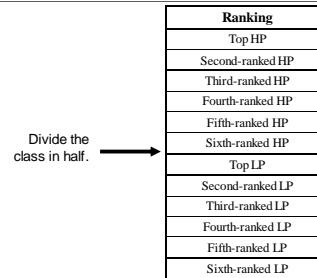 Ranking
Top HP
Second-ranked HP
Third-ranked HP
Fourth-ranked HP
Fifth-ranked HP
Sixth-ranked HP
Divide the
class in half.
Top LP
Second-ranked LP
Third-ranked LP
Fourth-ranked LP
Fifth-ranked LP
Sixth-ranked LP